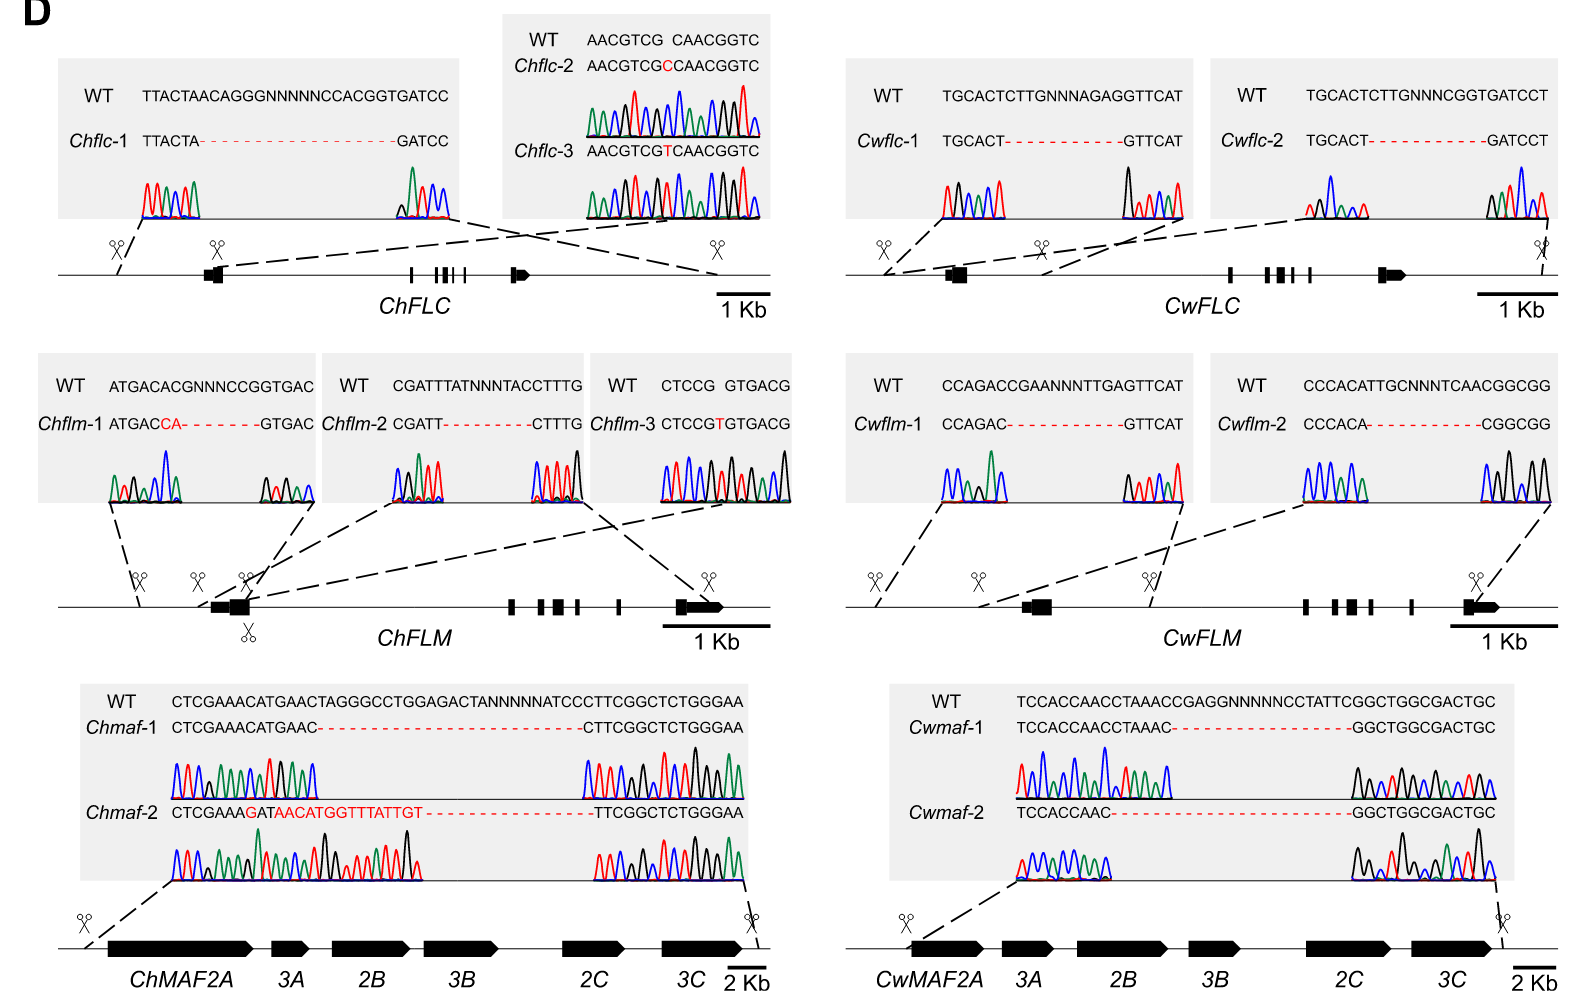 D
WT TTACTAACAGGGNNNNNCCACGGTGATCC
Chflc-1 TTACTA- - - - - - - - - - - - - - - - - -GATCC
WT AACGTCG CAACGGTC
Chflc-2 AACGTCGCCAACGGTC
Chflc-3 AACGTCGTCAACGGTC
ChFLC
1 Kb
WT TGCACTCTTGNNNAGAGGTTCAT
Cwflc-1 TGCACT- - - - - - - - - - -GTTCAT
WT TGCACTCTTGNNNCGGTGATCCT
Cwflc-2 TGCACT- - - - - - - - - - -GATCCT
CwFLC
1 Kb
WT ATGACACGNNNCCGGTGAC
Chflm-1 ATGACCA- - - - - - - -GTGAC
WT CGATTTATNNNTACCTTTG
Chflm-2 CGATT- - - - - - - - -CTTTG
WT CTCCG GTGACG
Chflm-3 CTCCGTGTGACG
ChFLM
1 Kb
WT CCAGACCGAANNNTTGAGTTCAT
Cwflm-1 CCAGAC- - - - - - - - - - -GTTCAT
WT CCCACATTGCNNNTCAACGGCGG
Cwflm-2 CCCACA- - - - - - - - - - -CGGCGG
CwFLM
1 Kb
WT CTCGAAACATGAACTAGGGCCTGGAGACTANNNNNATCCCTTCGGCTCTGGGAA
Chmaf-1 CTCGAAACATGAAC- - - - - - - - - - - - - - - - - - - - - - - -CTTCGGCTCTGGGAA
Chmaf-2 CTCGAAAGATAACATGGTTTATTGT- - - - - - - - - - - - - - - -TTCGGCTCTGGGAA
ChMAF2A 3A 2B 3B 2C 3C 2 Kb
WT TCCACCAACCTAAACCGAGGNNNNNCCTATTCGGCTGGCGACTGC
Cwmaf-1 TCCACCAACCTAAAC- - - - - - - - - - - - - - - - -GGCTGGCGACTGC
Cwmaf-2 TCCACCAAC- - - - - - - - - - - - - - - - - - - - - -GGCTGGCGACTGC
CwMAF2A 3A 2B 3B 2C 3C 2 Kb